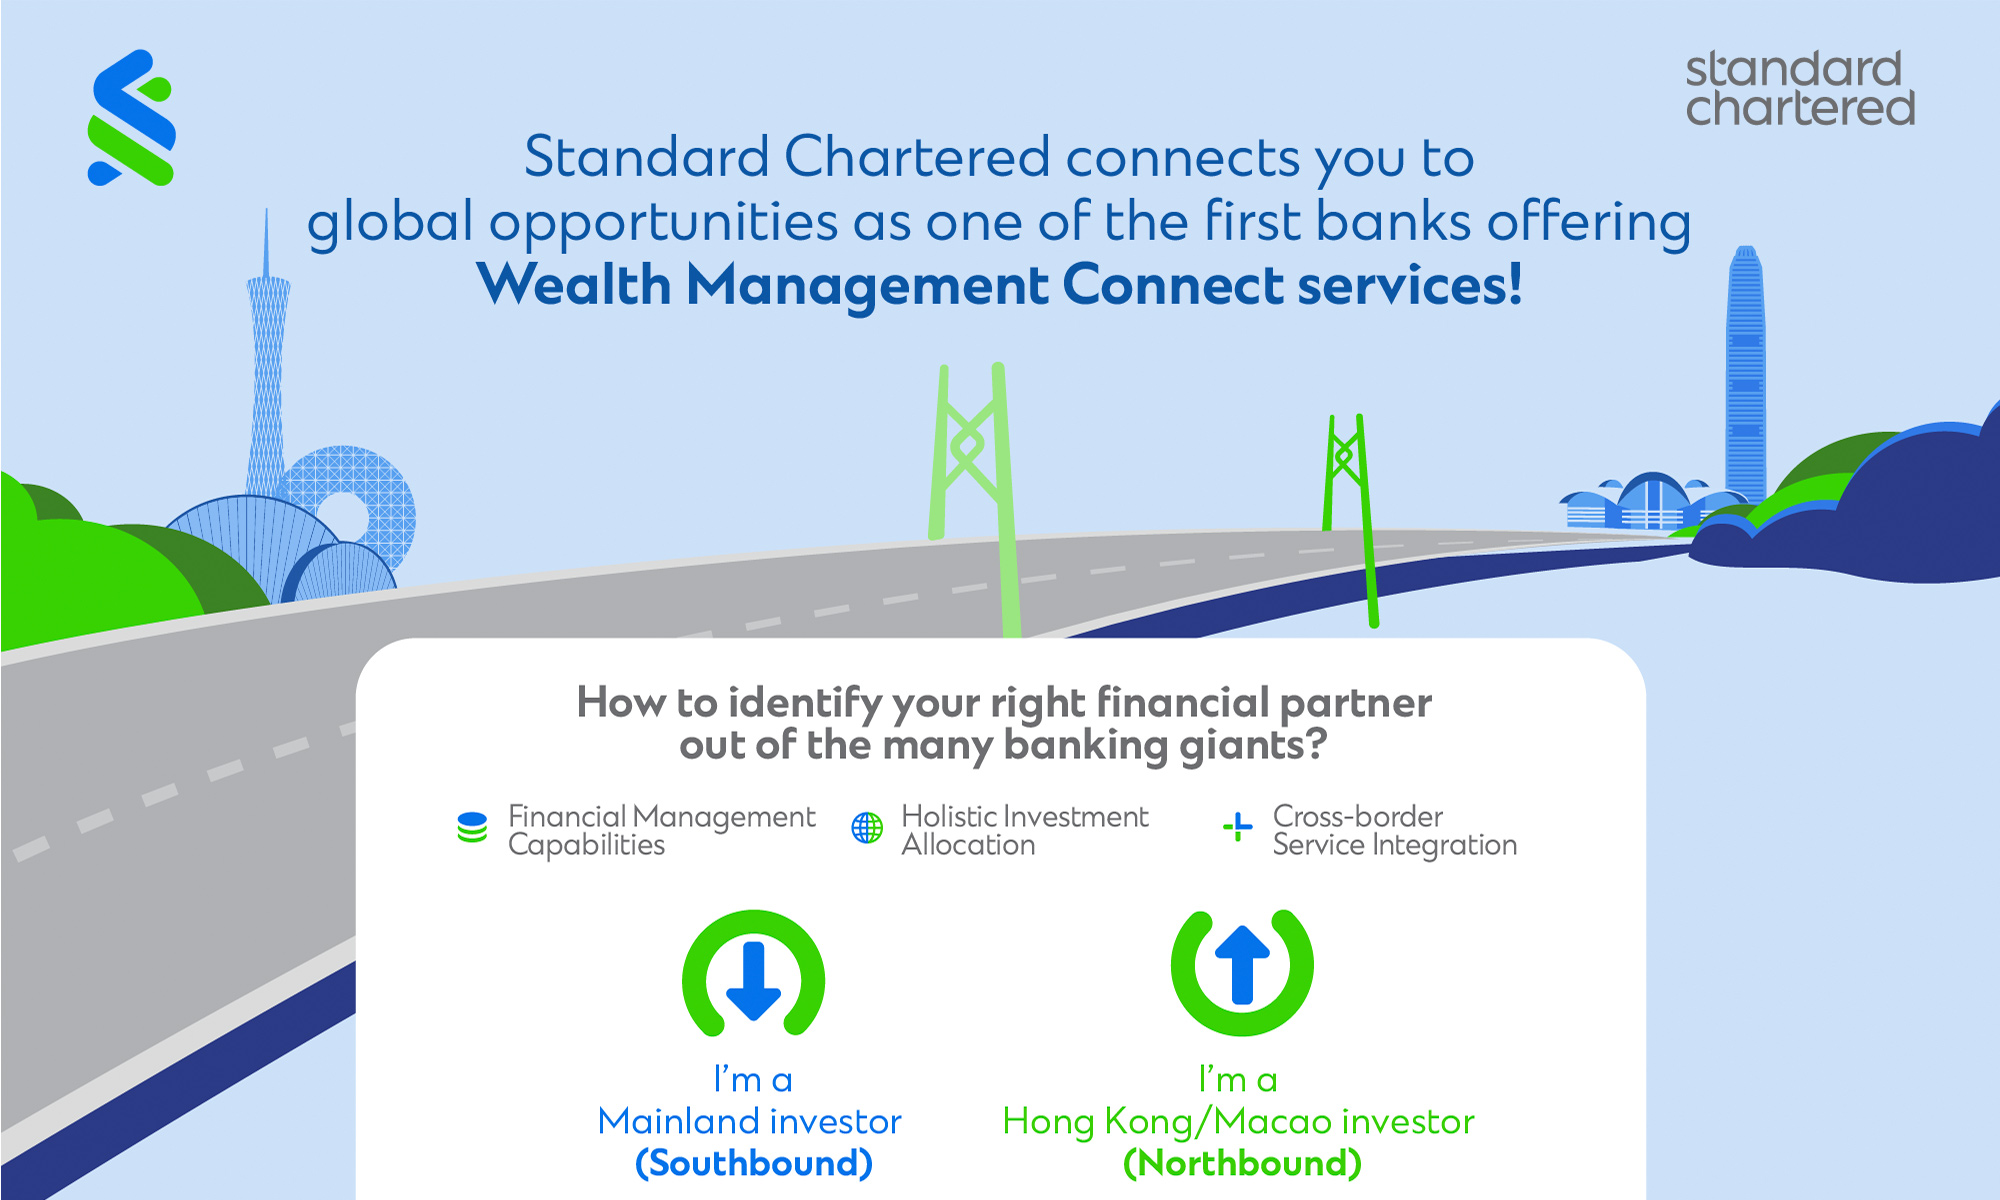 standard
chartered
Standard Chartered connects you to
global opportunities as one of the first banks offering
Wealth Management Connect services!
How to identify your right financial partner
out of the many banking giants?
Financial Management
Capabilities
Holistic Investment
Allocation
Cross-border
Service Integration
I'm a
Mainland investor
(Southbound)
I'm a
Hong Kong/Macao investor
(Northbound)